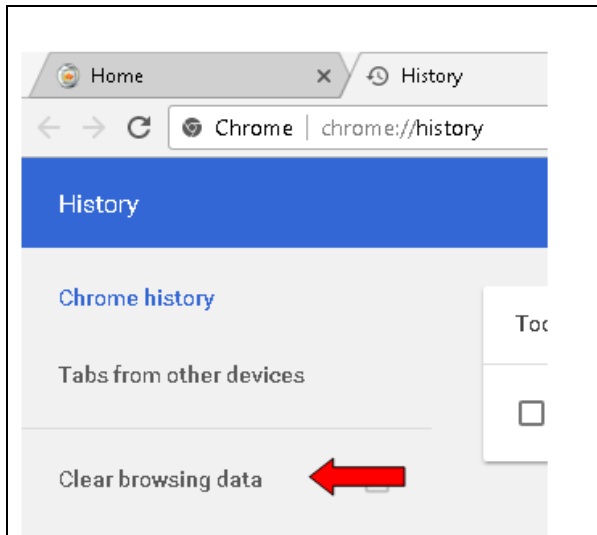 Home
History
Chrome | chrome://history
History
Chrome history
Tabs from other devices
Clear browsing data